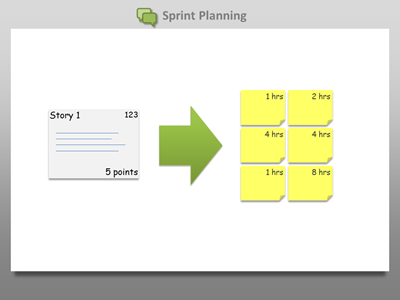 Sprint Planning
Story 1 123
5 points
1 hrs 2 hrs
4 hrs 4 hrs
1 hrs 8 hrs